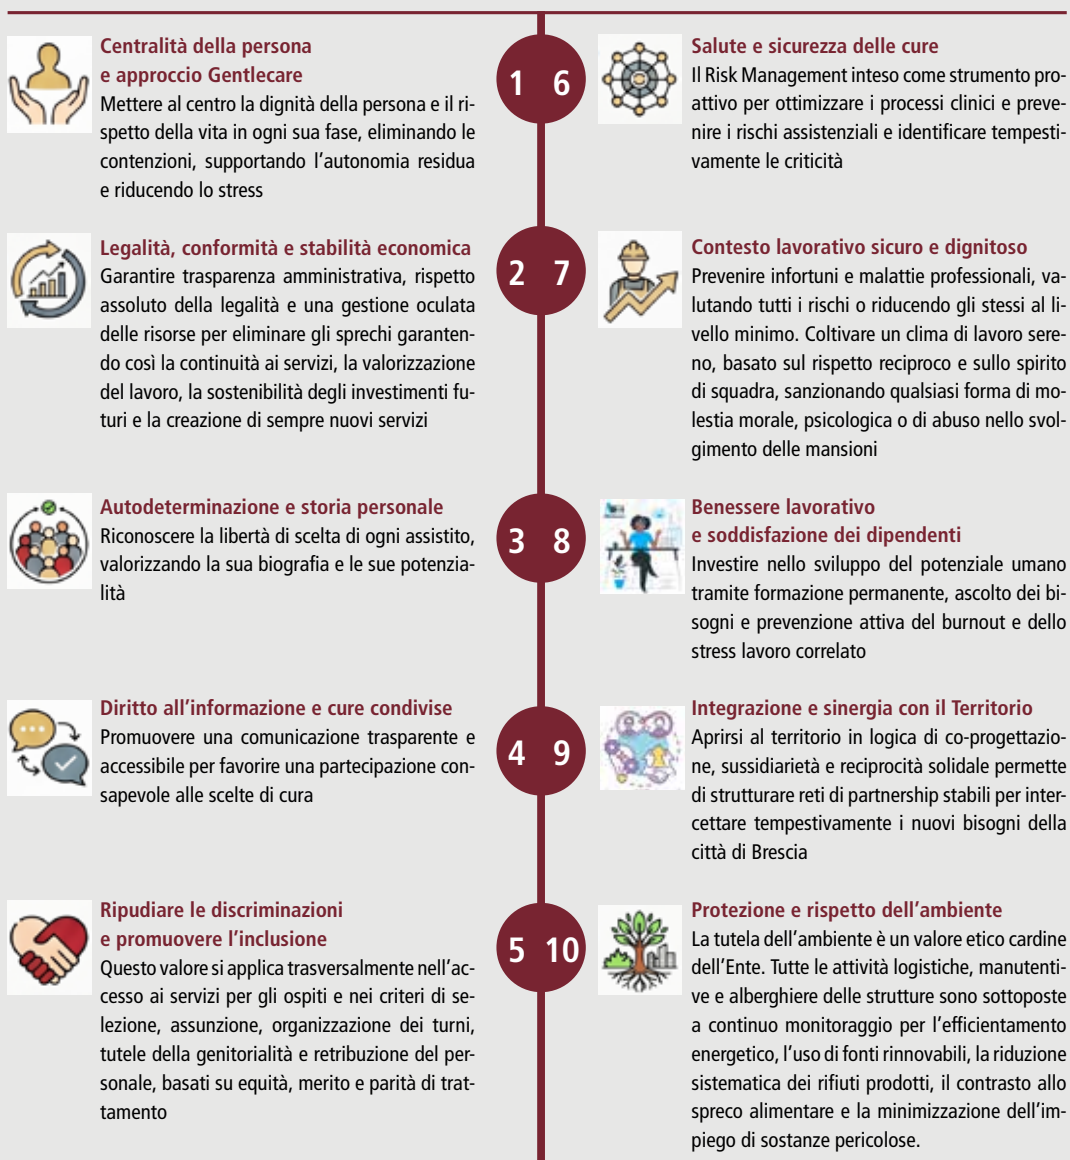 Centralità della persona
e approccio Gentlecare
Mettere al centro la dignità della persona e il ri-
spetto della vita in ogni sua fase, eliminando le
contenzioni, supportando l'autonomia residua
e riducendo lo stress
1
Legalità, conformità e stabilità economica
Garantire trasparenza amministrativa, rispetto
assoluto della legalità e una gestione oculata
delle risorse per eliminare gli sprechi garanten-
do così la continuità ai servizi, la valorizzazione
del lavoro, la sostenibilità degli investimenti fu-
turi e la creazione di sempre nuovi servizi
2
Autodeterminazione e storia personale
Riconoscere la libertà di scelta di ogni assistito,
valorizzando la sua biografia e le sue potenzia-
lità
3
Diritto all'informazione e cure condivise
Promuovere una comunicazione trasparente e
accessibile per favorire una partecipazione con-
sapevole alle scelte di cura
4
Ripudiare le discriminazioni
e promuovere l'inclusione
Questo valore si applica trasversalmente nell'ac-
cesso ai servizi per gli ospiti e nei criteri di se-
lezione, assunzione, organizzazione dei turni,
tutele della genitorialità e retribuzione del per-
sonale, basati su equità, merito e parità di trat-
tamento
5
6
Salute e sicurezza delle cure
Il Risk Management inteso come strumento pro-
attivo per ottimizzare i processi clinici e preve-
nire i rischi assistenziali e identificare tempesti-
vamente le criticità
7
Contesto lavorativo sicuro e dignitoso
Prevenire infortuni e malattie professionali, va-
lutando tutti i rischi o riducendo gli stessi al li-
vello minimo. Coltivare un clima di lavoro sere-
no, basato sul rispetto reciproco e sullo spirito
di squadra, sanzionando qualsiasi forma di mo-
lestia morale, psicologica o di abuso nello svol-
gimento delle mansioni
8
Benessere lavorativo
e soddisfazione dei dipendenti
Investire nello sviluppo del potenziale umano
tramite formazione permanente, ascolto dei bi-
sogni e prevenzione attiva del burnout e dello
stress lavoro correlato
9
Integrazione e sinergia con il Territorio
Aprirsi al territorio in logica di co-progettazio-
ne, sussidiarietà e reciprocità solidale permette
di strutturare reti di partnership stabili per inter-
cettare tempestivamente i nuovi bisogni della
città di Brescia
10
Protezione e rispetto dell'ambiente
La tutela dell'ambiente è un valore etico cardine
dell'Ente. Tutte le attività logistiche, manutenti-
ve e alberghiere delle strutture sono sottoposte
a continuo monitoraggio per l'efficientamento
energetico, l'uso di fonti rinnovabili, la riduzione
sistematica dei rifiuti prodotti, il contrasto allo
spreco alimentare e la minimizzazione dell'im-
piego di sostanze pericolose.